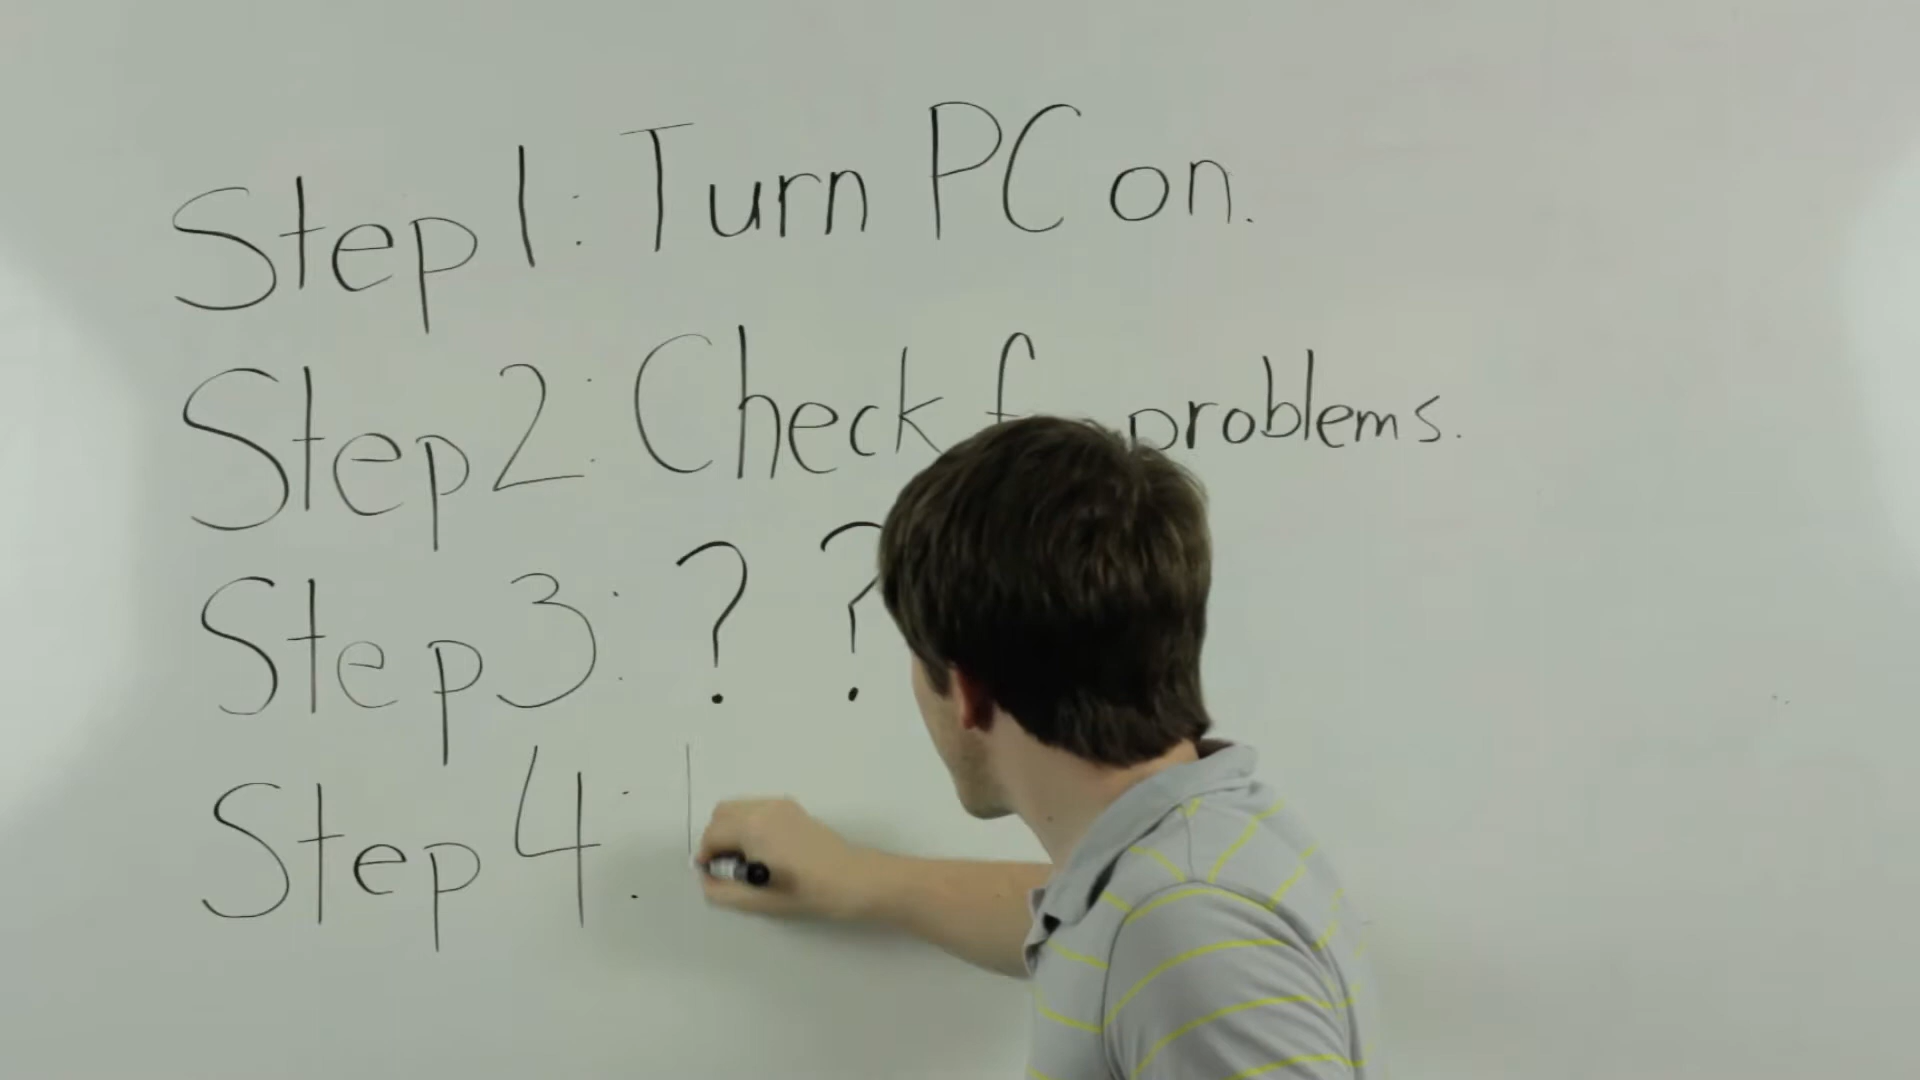 Step 1: Turn PC on.
Step 2: Check problems.
Step 3: ? ?
Step 4: